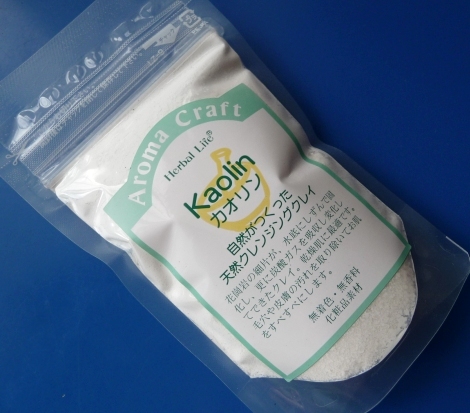 Aroma Craft
Herbal Life®
Kaolin
カオリン
自然がつくった
天然クレンジングクレイ
花崗岩の細片が、水底にしずんで固
化し、更に炭酸ガスを吸収し変化し
てできたクレイ。乾燥肌に最適です。
毛穴や皮膚の汚れを取り除いてお肌
をすべすべにします。
無着色・無香料
化粧品素材